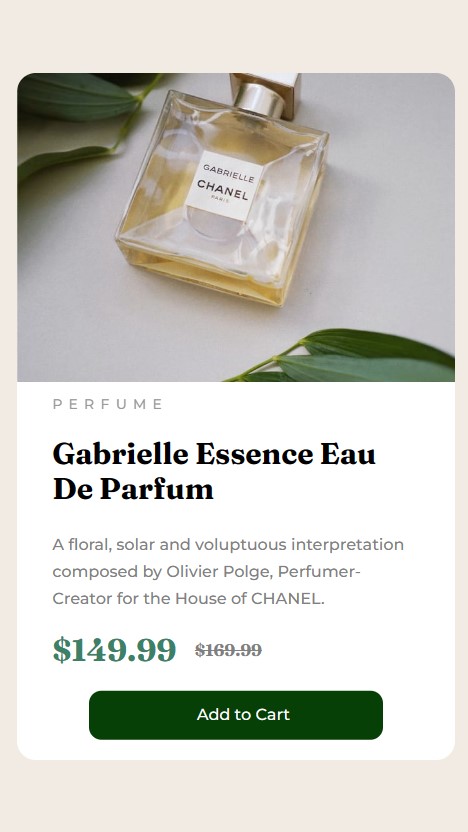 GABRIELLE
CHANEL
PARIS
PERFUME
Gabrielle Essence Eau
De Parfum
A floral, solar and voluptuous interpretation
composed by Olivier Polge, Perfumer-
Creator for the House of CHANEL.
$149.99 $169.99
Add to Cart